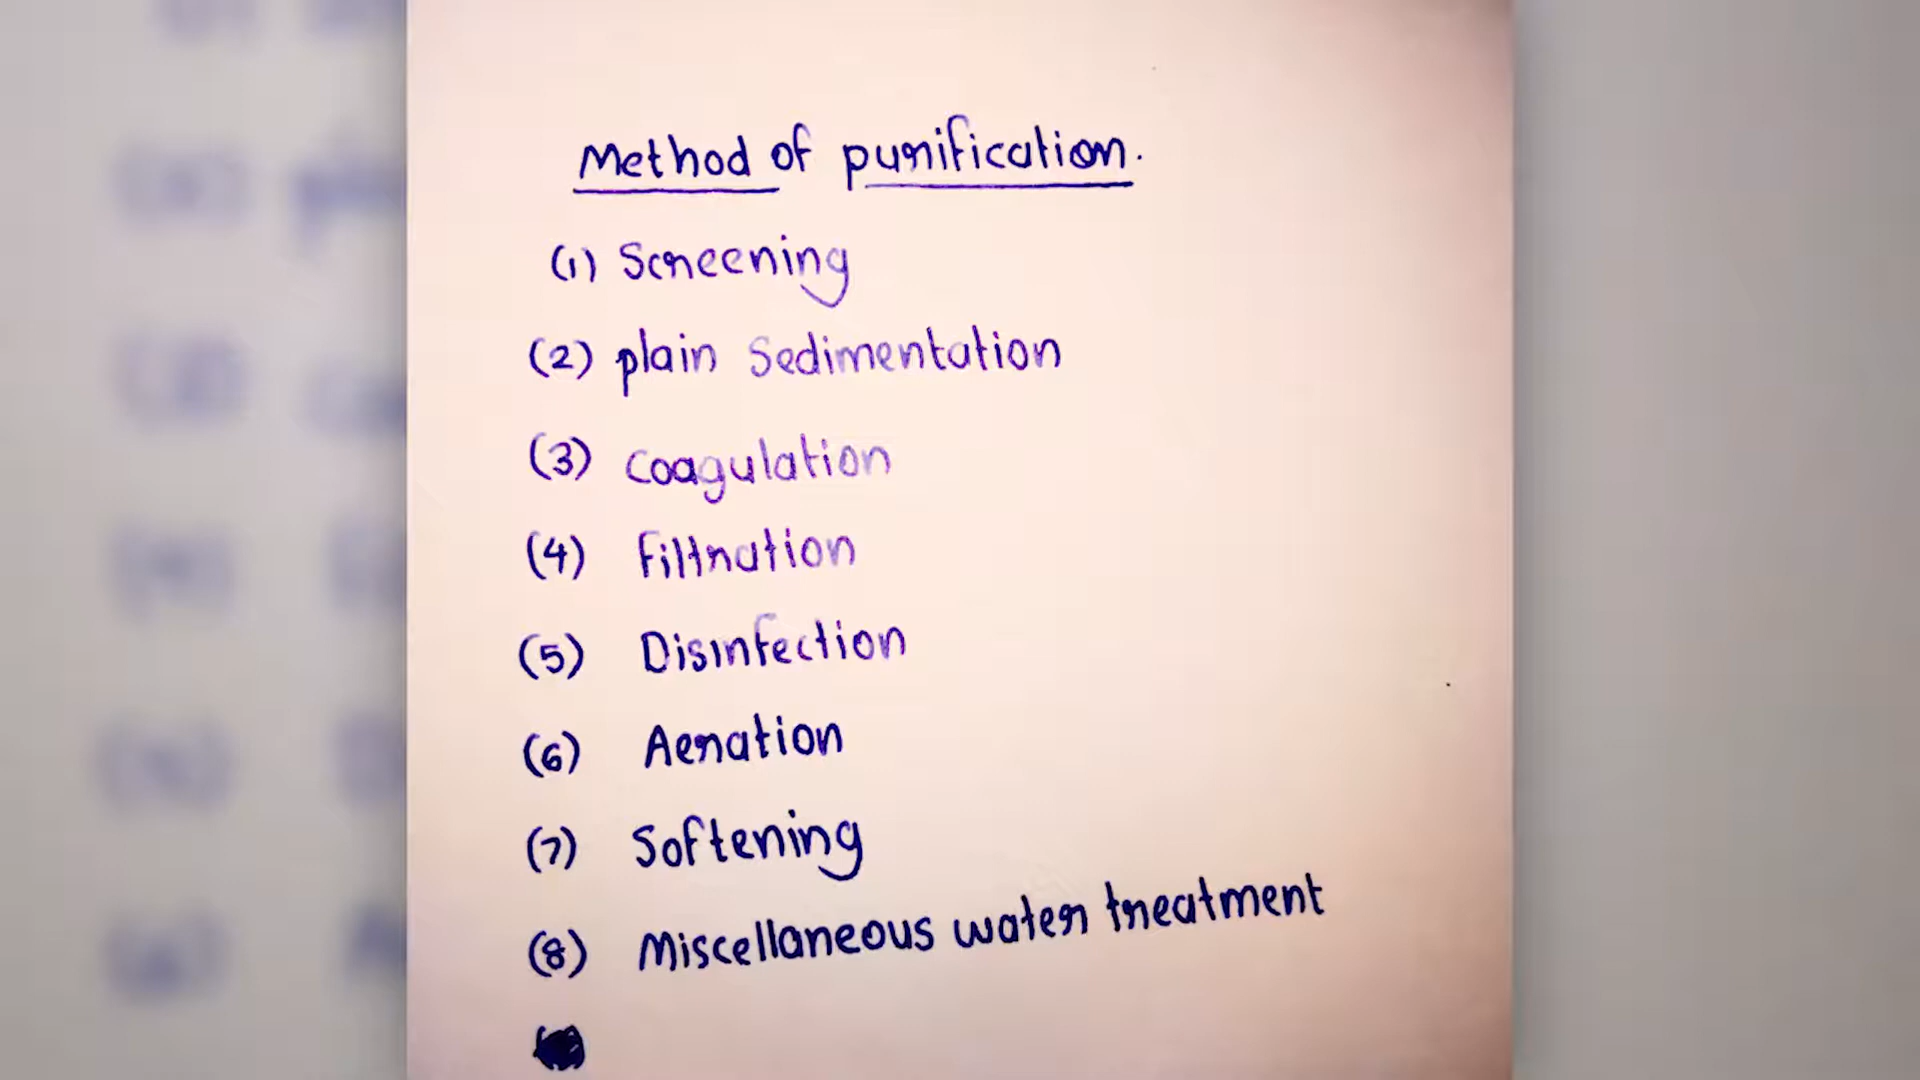 Method of purification.
(1) Screening
(2) plain Sedimentation
(3) Coagulation
(4) Filtration
(5) Disinfection
(6) Aeration
(7) Softening
(8) Miscellaneous water treatment